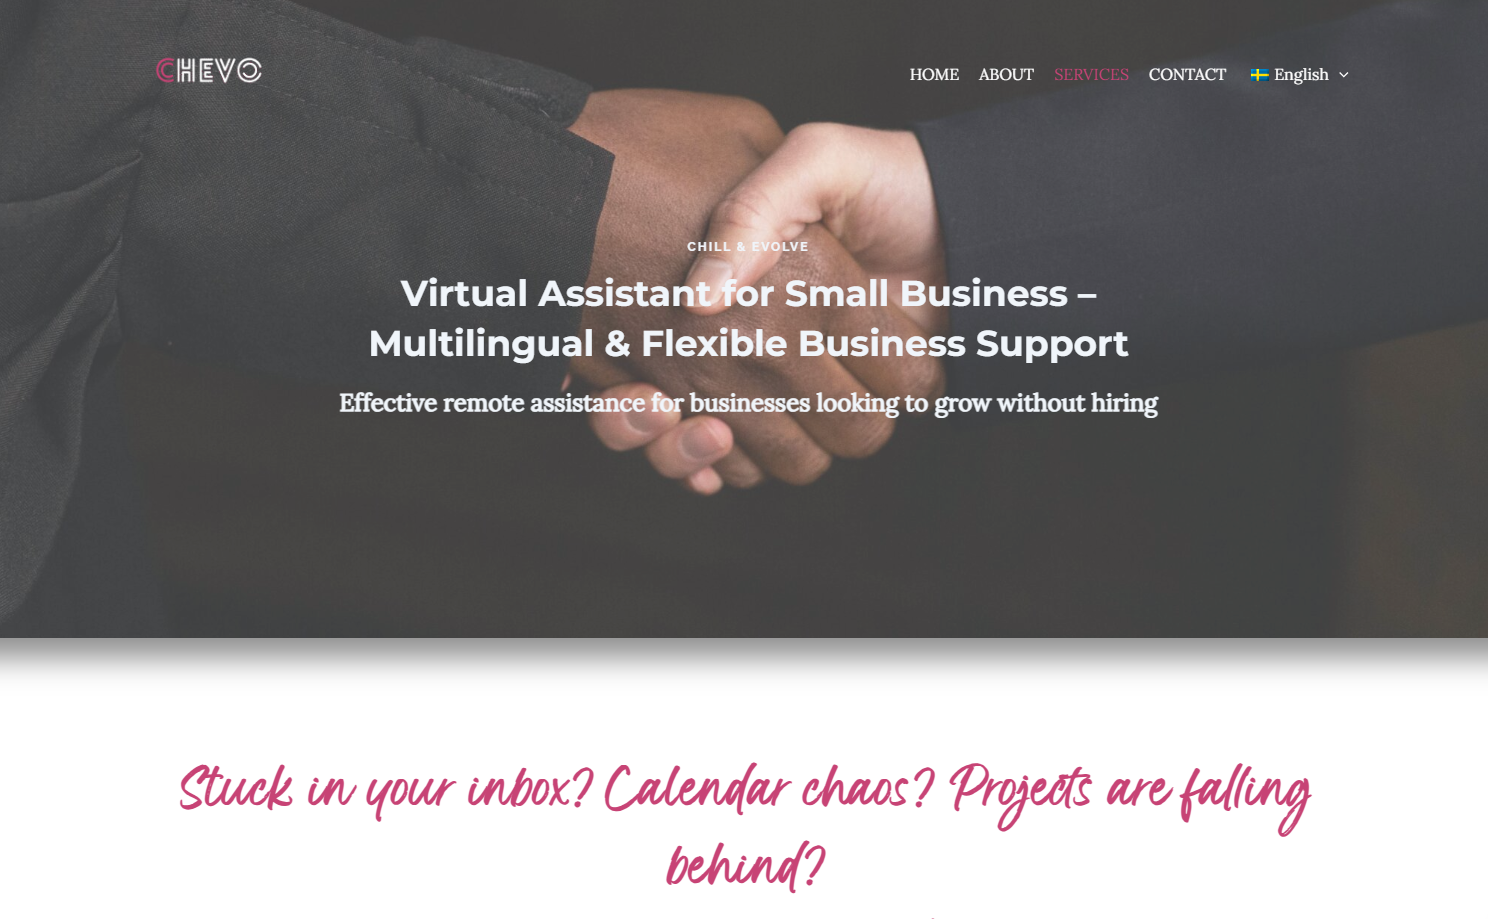 CHEVO
HOME ABOUT SERVICES CONTACT English
CHILL & EVOLVE
Virtual Assistant for Small Business –
Multilingual & Flexible Business Support
Effective remote assistance for businesses looking to grow without hiring
Stuck in your inbox? Calendar chaos? Projects are falling
behind?